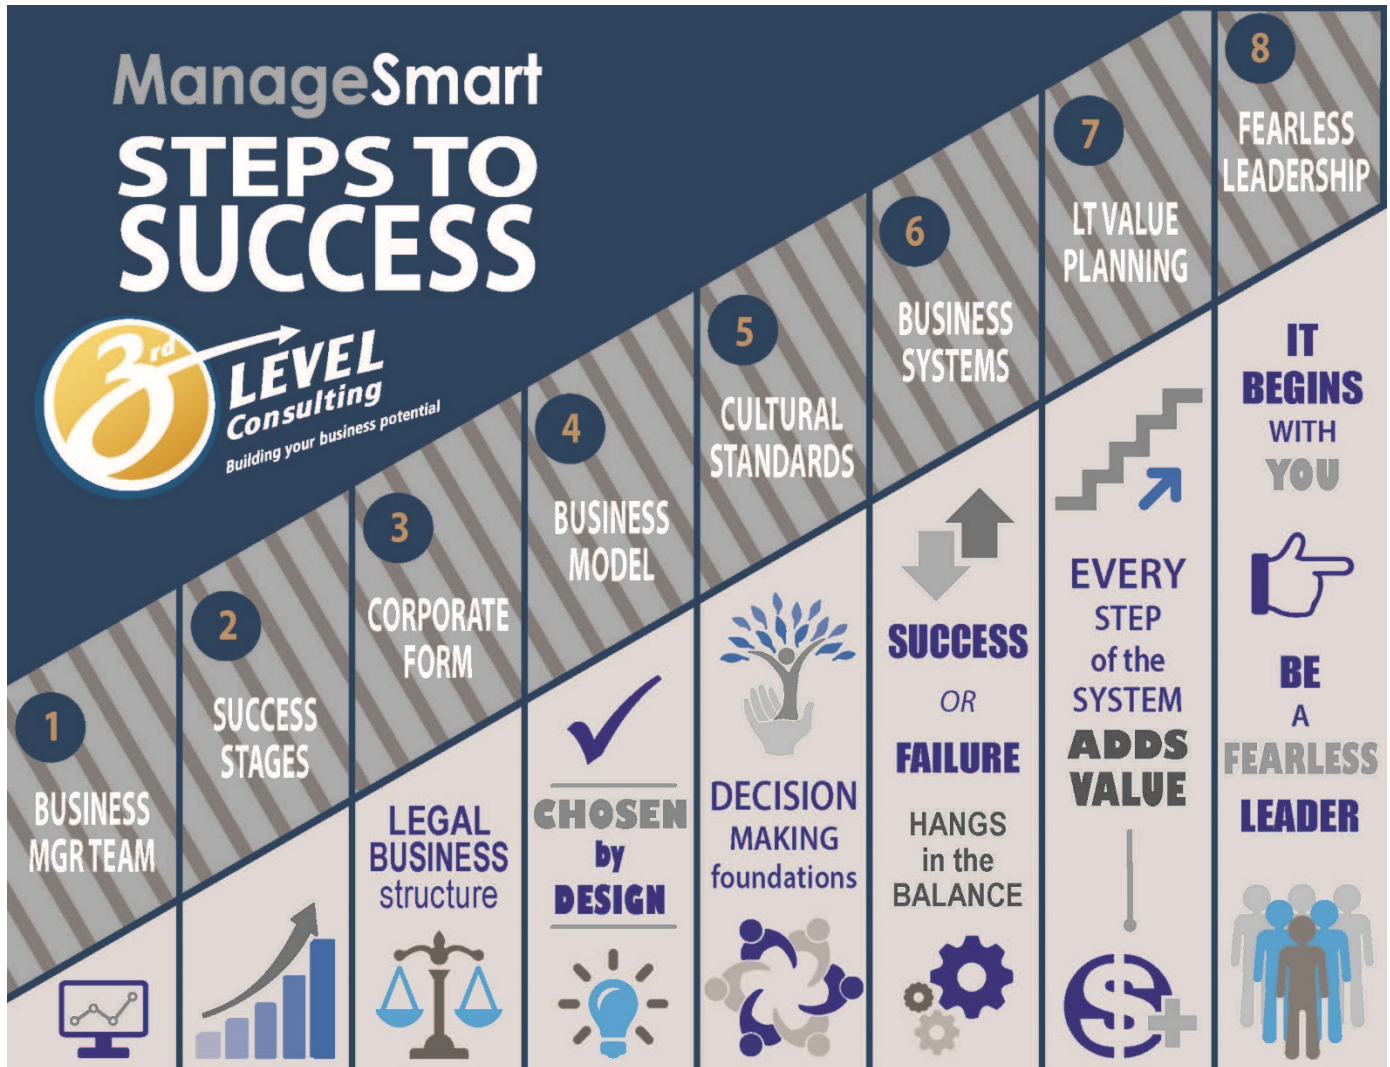 ManageSmart
STEPS TO
SUCCESS
3rd
LEVEL
Consulting
Building your business potential
1
BUSINESS
MGR TEAM
2
SUCCESS
STAGES
3
CORPORATE
FORM
LEGAL
BUSINESS
structure
4
BUSINESS
MODEL
CHOSEN
by
DESIGN
5
CULTURAL
STANDARDS
DECISION
MAKING
foundations
6
BUSINESS
SYSTEMS
SUCCESS
OR
FAILURE
HANGS
in the
BALANCE
7
LT VALUE
PLANNING
EVERY
STEP
of the
SYSTEM
ADDS
VALUE
$
8
FEARLESS
LEADERSHIP
IT
BEGINS
WITH
YOU
BE
A
FEARLESS
LEADER